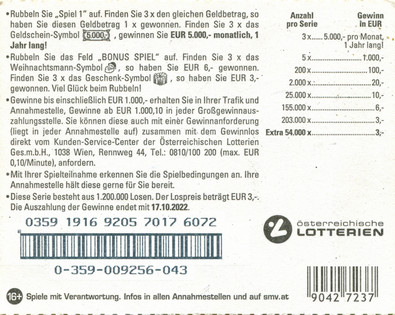 • Rubbeln Sie „Spiel 1" auf. Finden Sie 3 x den gleichen Geldbetrag, so
haben Sie diesen Geldbetrag 1 x gewonnen. Finden Sie 3 x das
Geldschein-Symbol 5.000,- , gewinnen Sie EUR 5.000,- monatlich, 1
Jahr lang!
• Rubbeln Sie das Feld „BONUS SPIEL" auf. Finden Sie 3 x das
Weihnachtsmann-Symbol , so haben Sie EUR 6,- gewonnen.
Finden Sie 3 x das Geschenk-Symbol , so haben Sie EUR 3,-
gewonnen. Viel Glück beim Rubbeln!
• Gewinne bis einschließlich EUR 1.000,- erhalten Sie in Ihrer Trafik und
Annahmestelle, Gewinne ab EUR 1.000,10 in jeder Großgewinnaus-
zahlungsstelle. Sie können diese auch mit einer Gewinnanforderung
(liegt in jeder Annahmestelle auf) zusammen mit dem Gewinnlos
direkt vom Kunden-Service-Center der Österreichischen Lotterien
Ges.m.b.H., 1038 Wien, Rennweg 44, Tel.: 0810/100 200 (max. EUR
0,10/Minute), anfordern.
• Mit Ihrer Spielteilnahme erkennen Sie die Spielbedingungen an. Ihre
Annahmestelle hält diese gerne für Sie bereit.
• Diese Serie besteht aus 1.200.000 Losen. Der Lospreis beträgt EUR 3,-.
Die Auszahlung der Gewinne endet mit 17.10.2022.
Anzahl Gewinn
pro Serie in EUR
3 x 5.000,- pro Monat,
1 Jahr lang!
5 x 1.000,-
200 x 100,-
2.000 x 20,-
25.000 x 10,-
155.000 x 6,-
203.000 x 3,-
Extra 54.000 x 3,-
0359 1916 9205 7017 6072
0-359-009256-043
österreichische
LOTTERIEN
9042 7237
16+ Spiele mit Verantwortung. Infos in allen Annahmestellen und auf smv.at